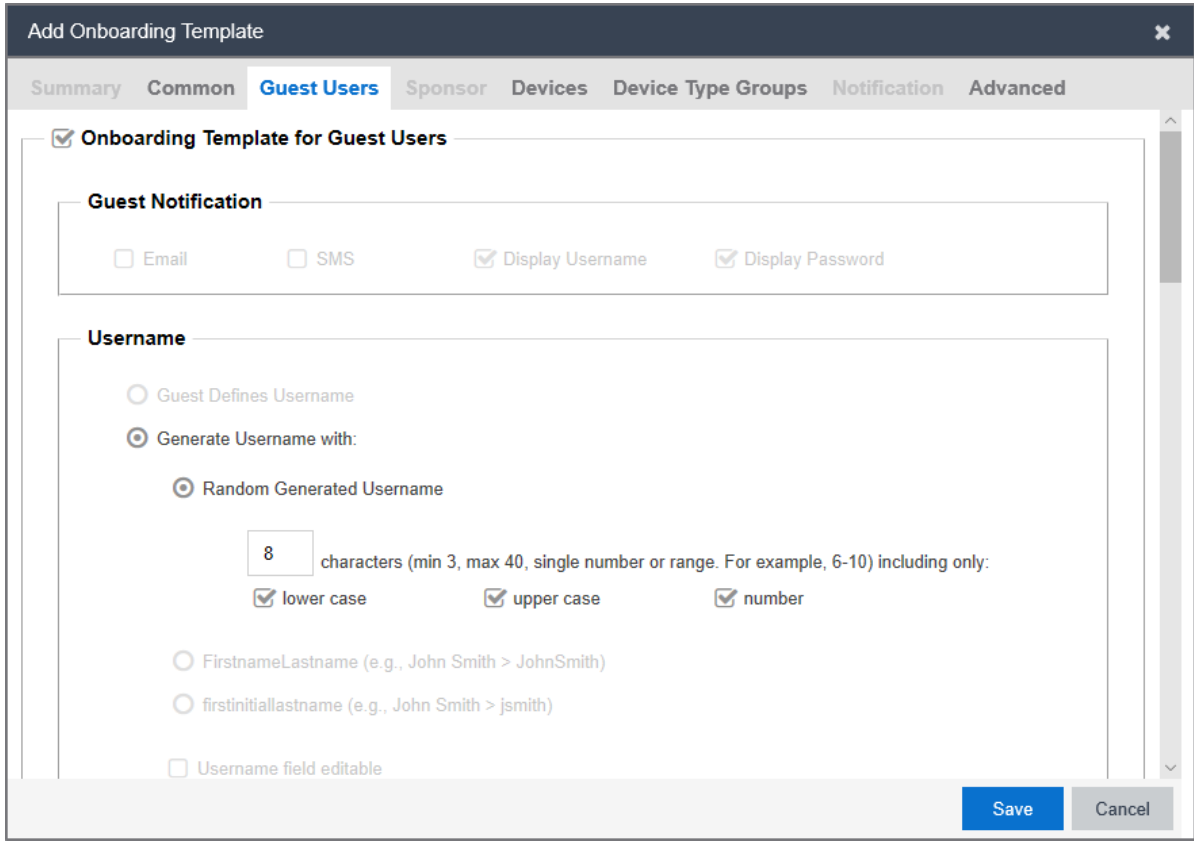 Add Onboarding Template
Summary Common Guest Users Sponsor Devices Device Type Groups Notification Advanced
Onboarding Template for Guest Users
Guest Notification
Email SMS Display Username Display Password
Username
Guest Defines Username
Generate Username with:
Random Generated Username
8 characters (min 3, max 40, single number or range. For example, 6-10) including only:
lower case upper case number
FirstnameLastname (e.g., John Smith > JohnSmith)
firstinitiallastname (e.g., John Smith > jsmith)
Username field editable
Save Cancel